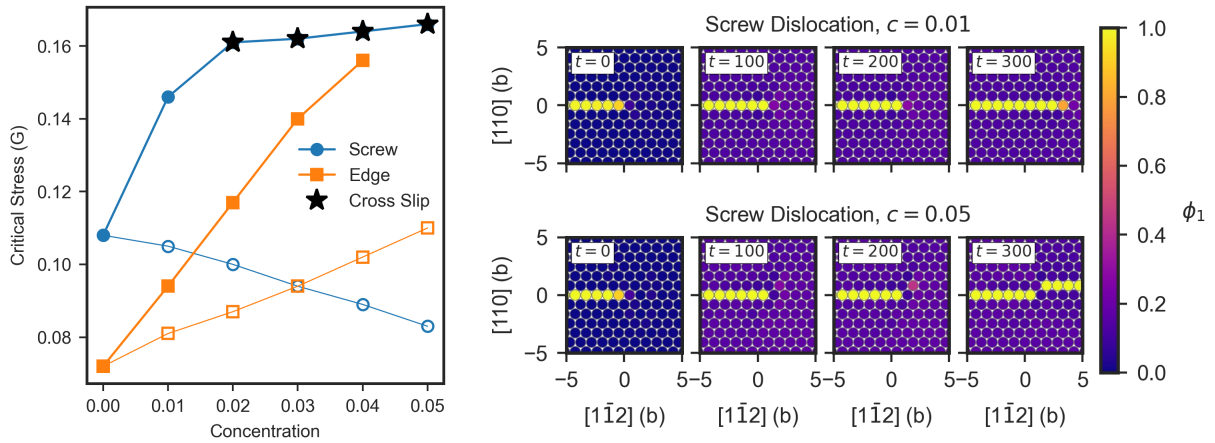 0.16
0.14
0.12
0.10
0.08
Critical Stress (G)
0.00 0.01 0.02 0.03 0.04 0.05
Concentration
Screw
Edge
Cross Slip
Screw Dislocation, c = 0.01
5
0
−5
[110] (b)
t = 0 t = 100 t = 200 t = 300
Screw Dislocation, c = 0.05
5
0
−5
[110] (b)
t = 0 t = 100 t = 200 t = 300
−5 0 5 −5 0 5 −5 0 5 −5 0 5
[11̄2] (b) [11̄2] (b) [11̄2] (b) [11̄2] (b)
1.0
0.8
0.6
0.4
0.2
0.0
ϕ₁